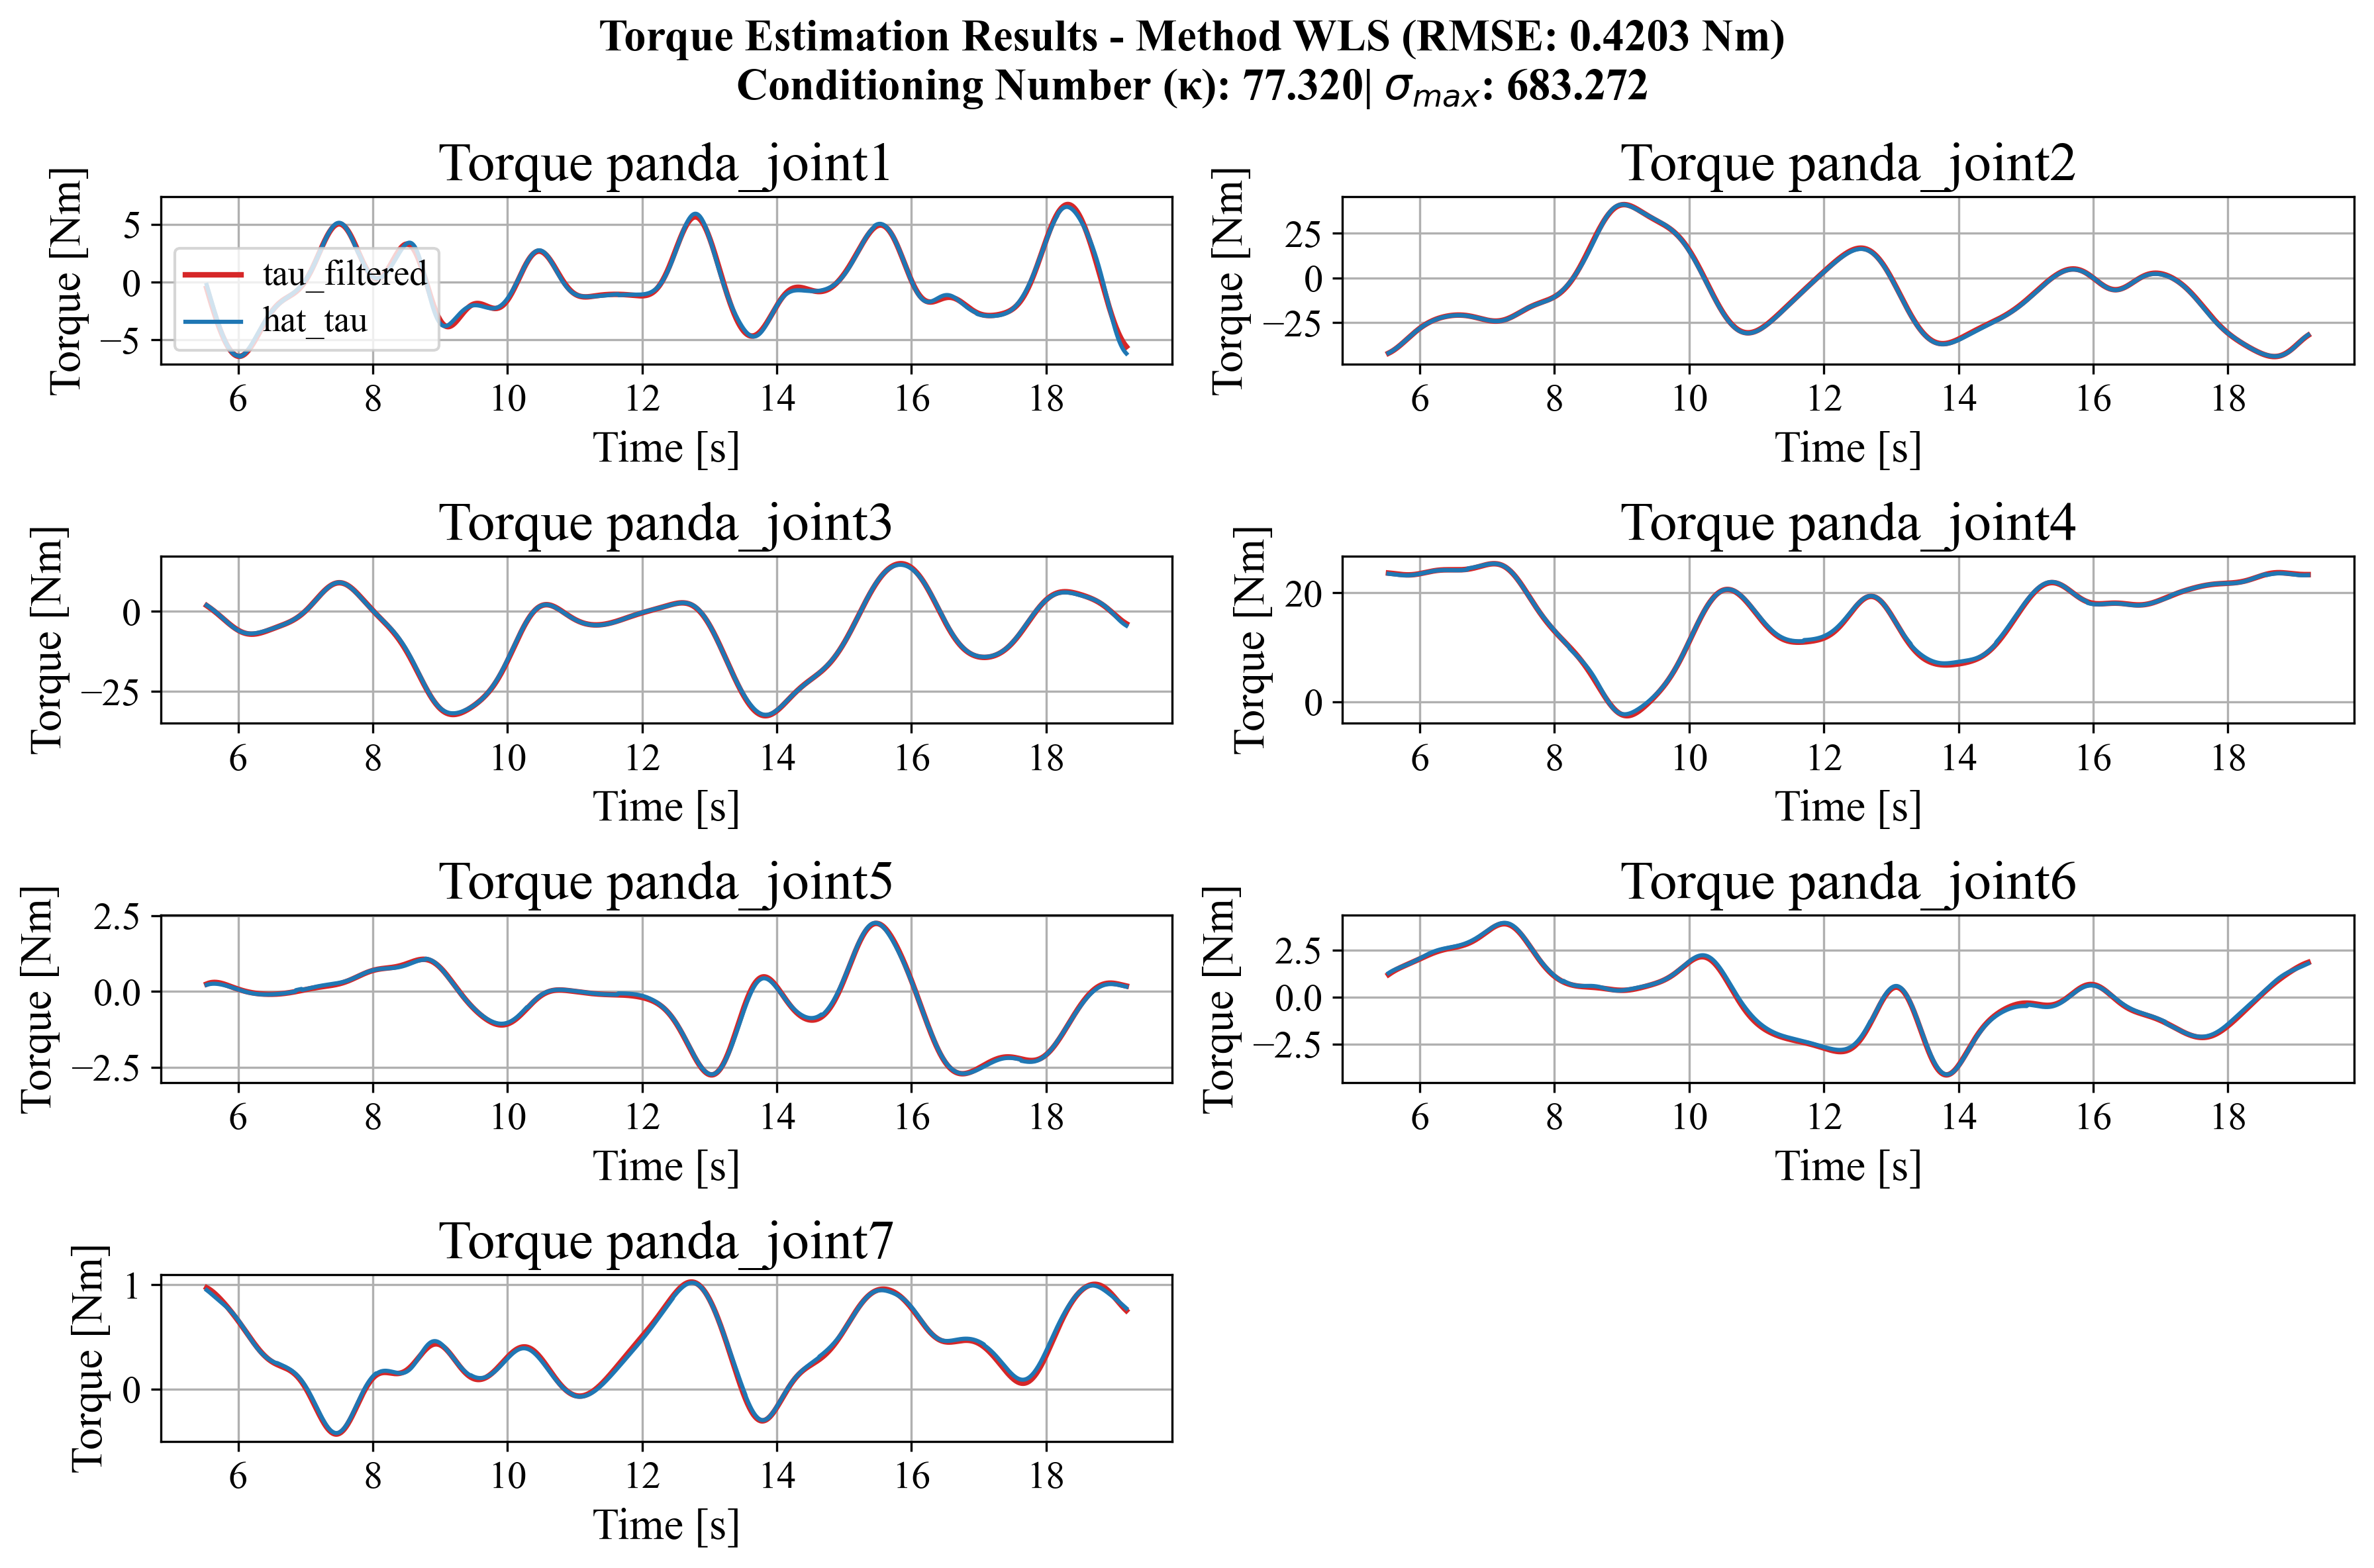 Torque Estimation Results - Method WLS (RMSE: 0.4203 Nm)
Conditioning Number (κ): 77.320| σmax: 683.272
Torque panda_joint1
Torque [Nm]
5
0
−5
tau_filtered
hat_tau
6 8 10 12 14 16 18
Time [s]
Torque panda_joint2
Torque [Nm]
25
0
−25
6 8 10 12 14 16 18
Time [s]
Torque panda_joint3
Torque [Nm]
0
−25
6 8 10 12 14 16 18
Time [s]
Torque panda_joint4
Torque [Nm]
20
0
6 8 10 12 14 16 18
Time [s]
Torque panda_joint5
Torque [Nm]
2.5
0.0
−2.5
6 8 10 12 14 16 18
Time [s]
Torque panda_joint6
Torque [Nm]
2.5
0.0
−2.5
6 8 10 12 14 16 18
Time [s]
Torque panda_joint7
Torque [Nm]
1
0
6 8 10 12 14 16 18
Time [s]